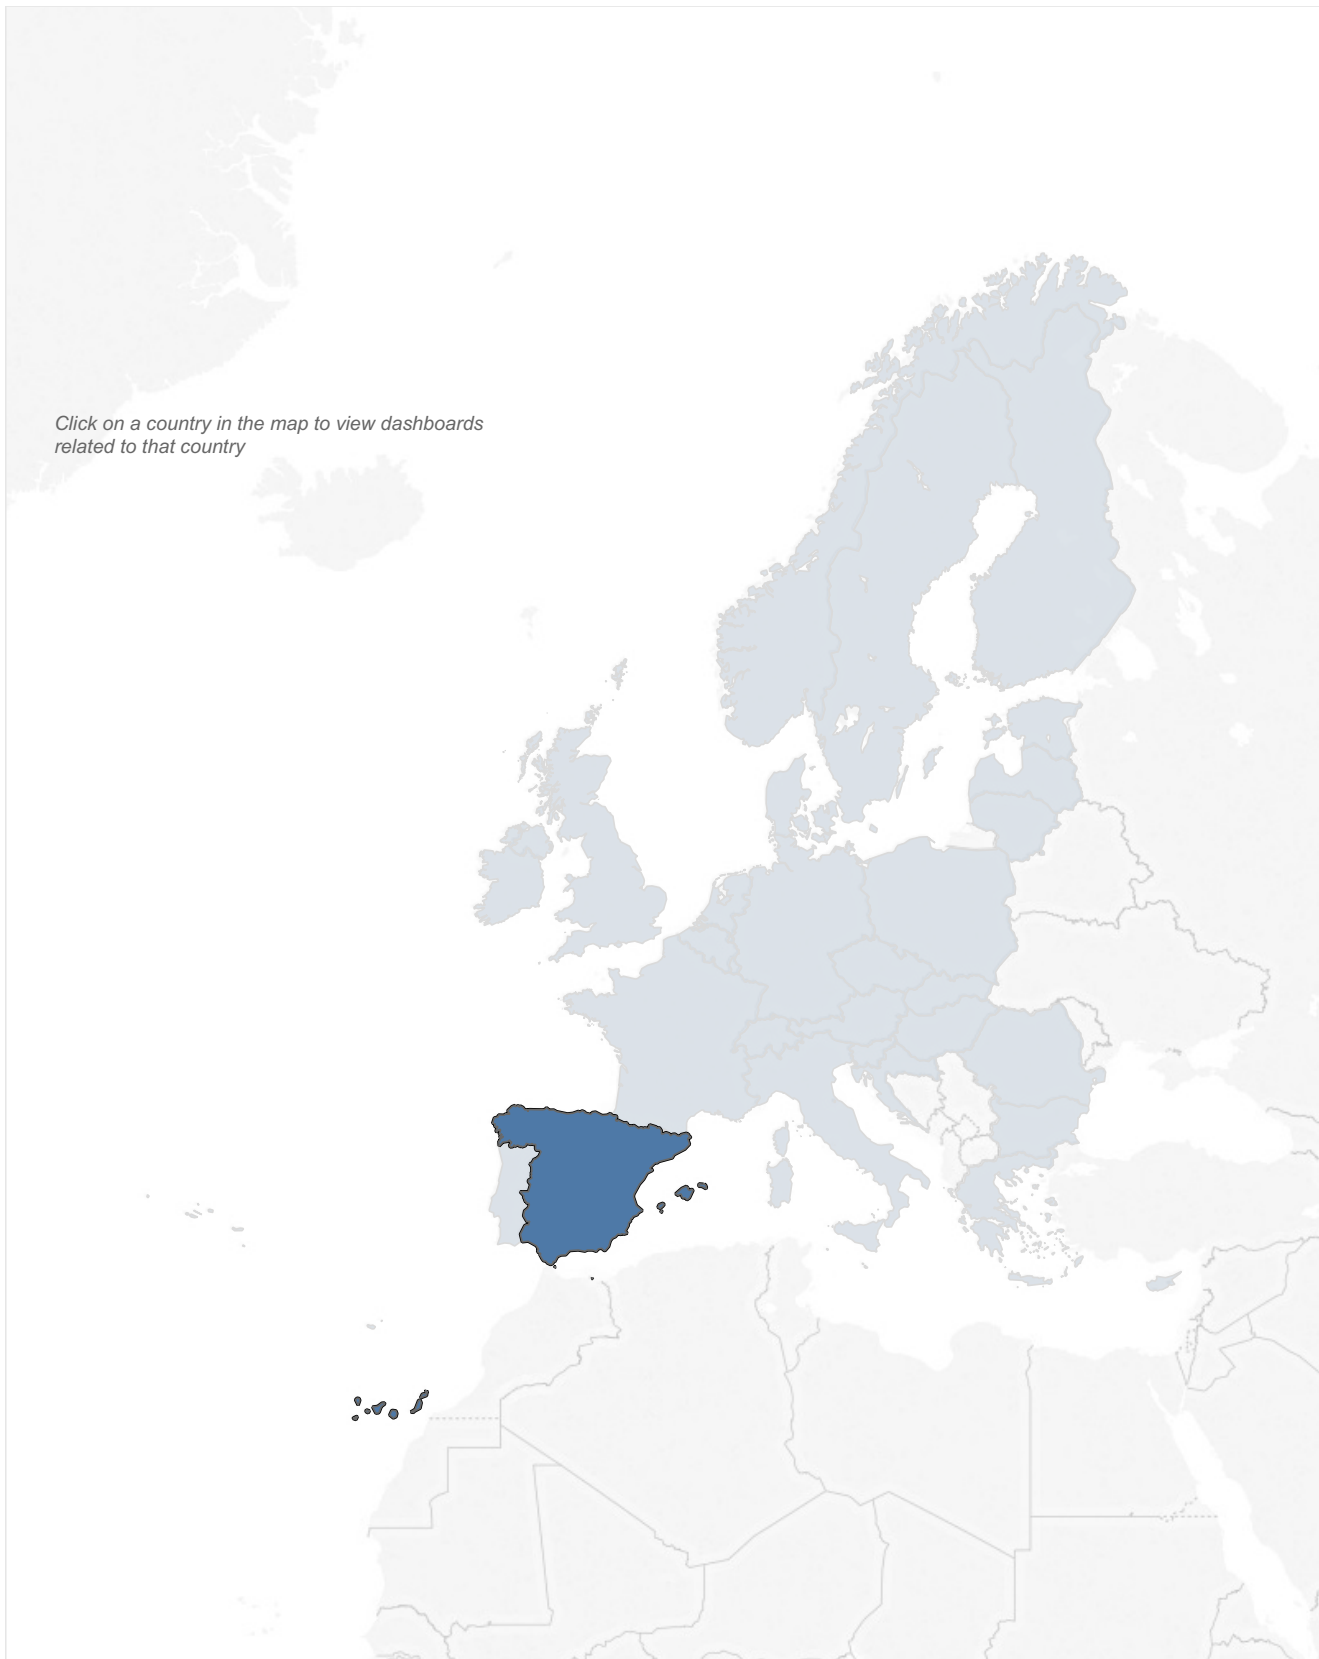 Click on a country in the map to view dashboards
related to that country